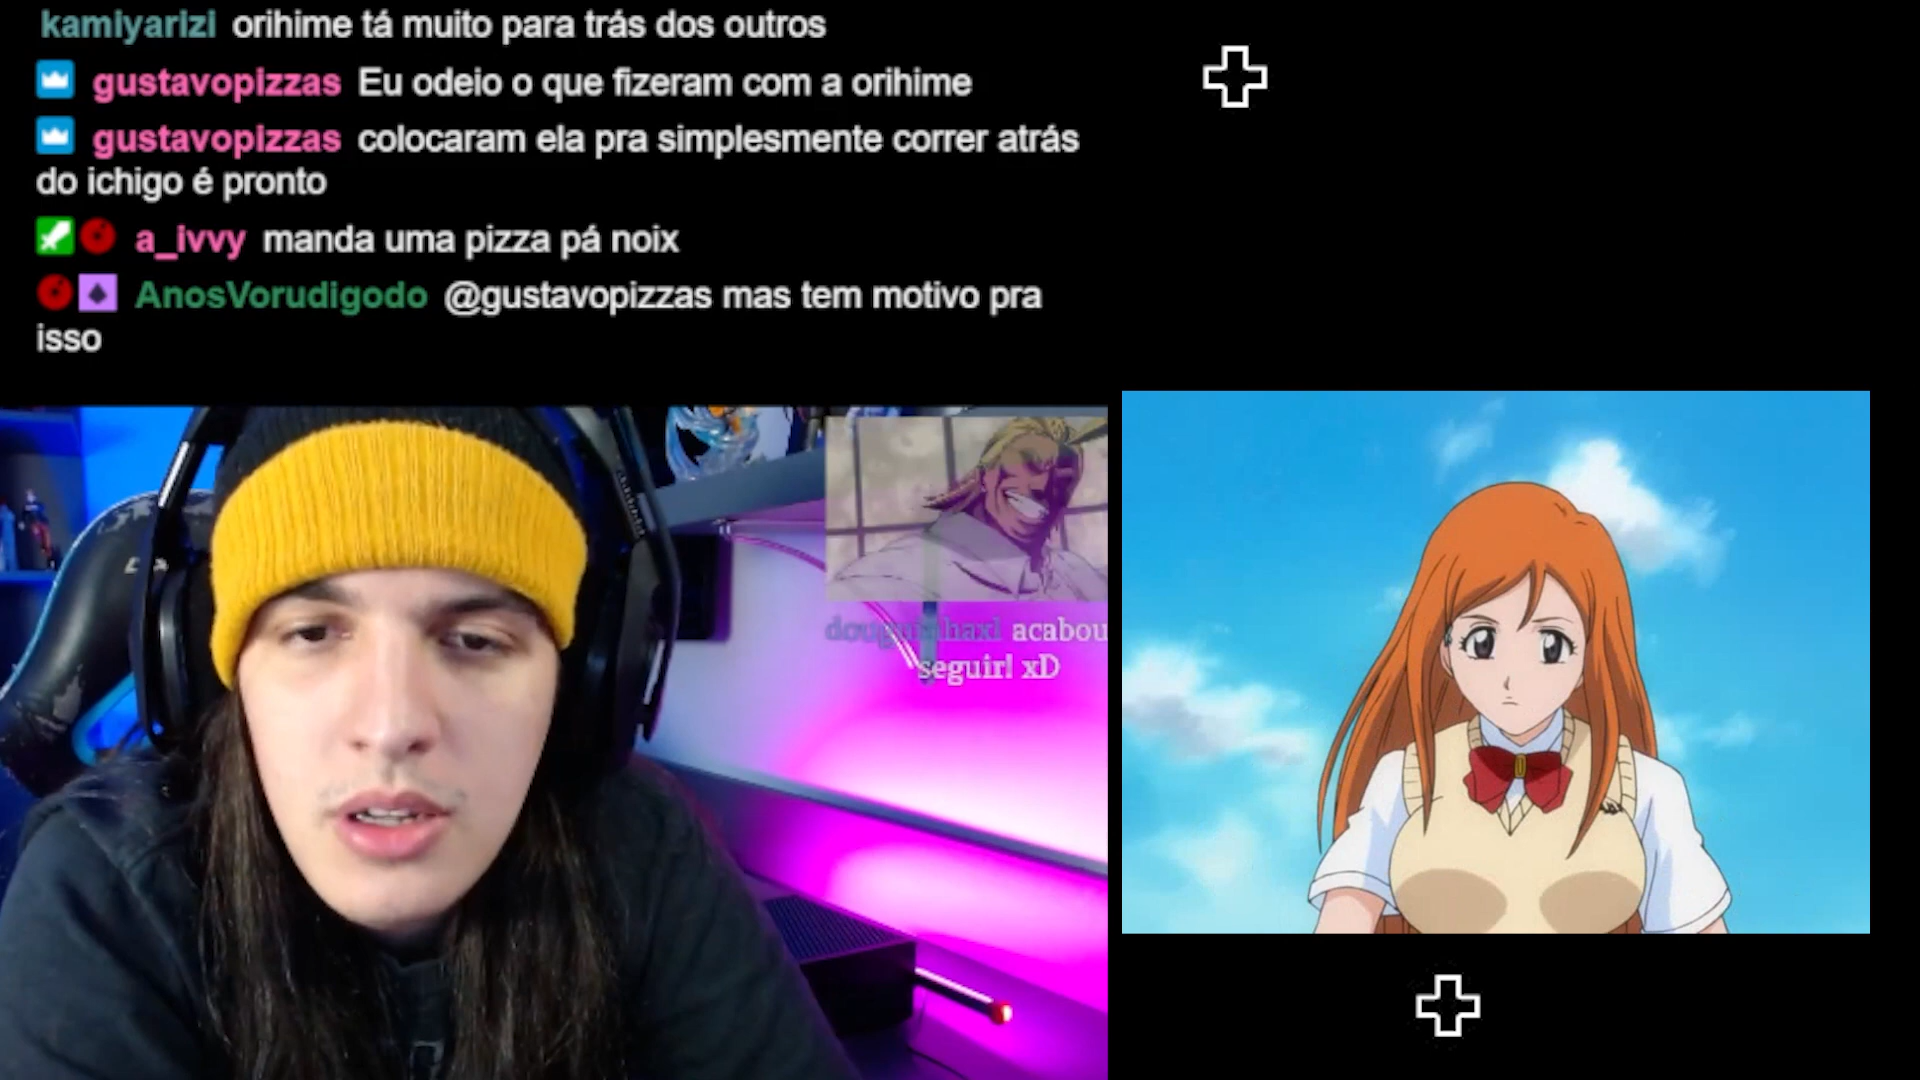 kamiyarizi orihime tá muito para trás dos outros
gustavopizzas Eu odeio o que fizeram com a orihime
gustavopizzas colocaram ela pra simplesmente correr atrás
do ichigo é pronto
a_ivvy manda uma pizza pá noix
AnosVorudigodo @gustavopizzas mas tem motivo pra
isso
acabou
seguir! xD